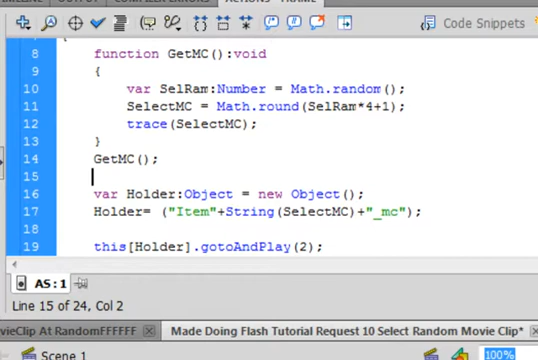 Code Snippets
8 function GetMC():void
9 {
10 var SelRam:Number = Math.random();
11 SelectMC = Math.round(SelRam*4+1);
12 trace(SelectMC);
13 }
14 GetMC();
15
16 var Holder:Object = new Object();
17 Holder= ("Item"+String(SelectMC)+"_mc");
18
19 this[Holder].gotoAndPlay(2);
AS:1
Line 15 of 24, Col 2
vieClip At RandomFFFFFF Made Doing Flash Tutorial Request 10 Select Random Movie Clip*
Scene 1 100%